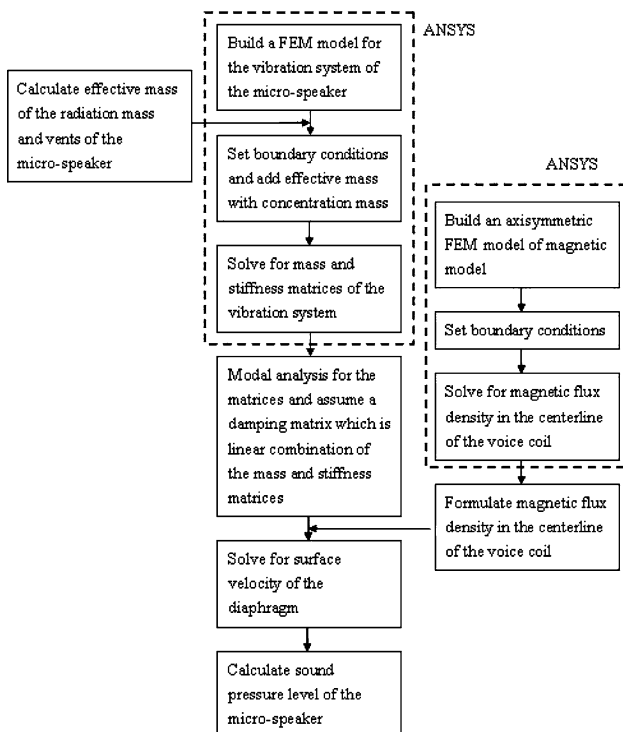 ANSYS
Build a FEM model for
the vibration system of
the micro-speaker
Calculate effective mass
of the radiation mass
and vents of the
micro-speaker
Set boundary conditions
and add effective mass
with concentration mass
Solve for mass and
stiffness matrices of the
vibration system
ANSYS
Build an axisymmetric
FEM model of magnetic
model
Set boundary conditions
Solve for magnetic flux
density in the centerline
of the voice coil
Modal analysis for the
matrices and assume a
damping matrix which is
linear combination of
the mass and stiffness
matrices
Formulate magnetic flux
density in the centerline
of the voice coil
Solve for surface
velocity of the
diaphragm
Calculate sound
pressure level of the
micro-speaker